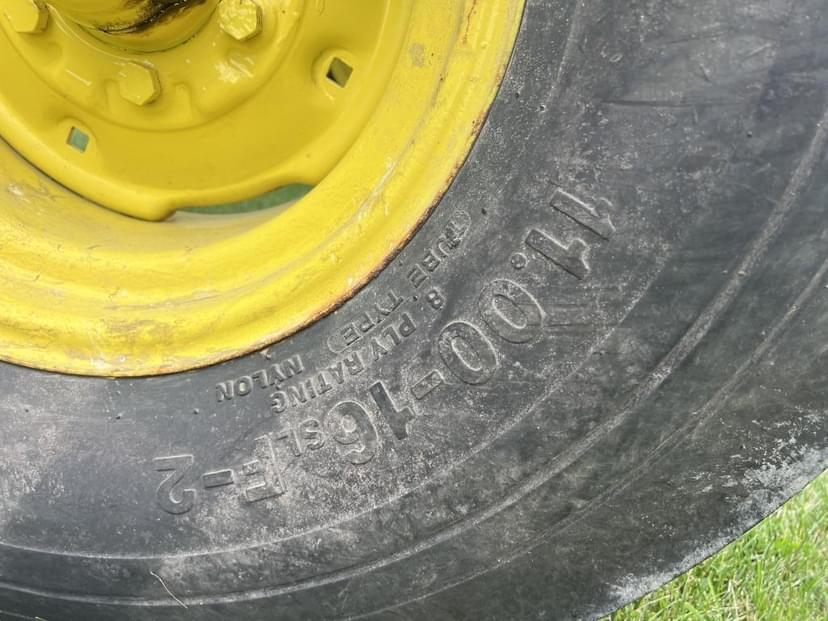 11.00-16SL F-2
(TUBE TYPE)
8 PLY RATING
NYLON